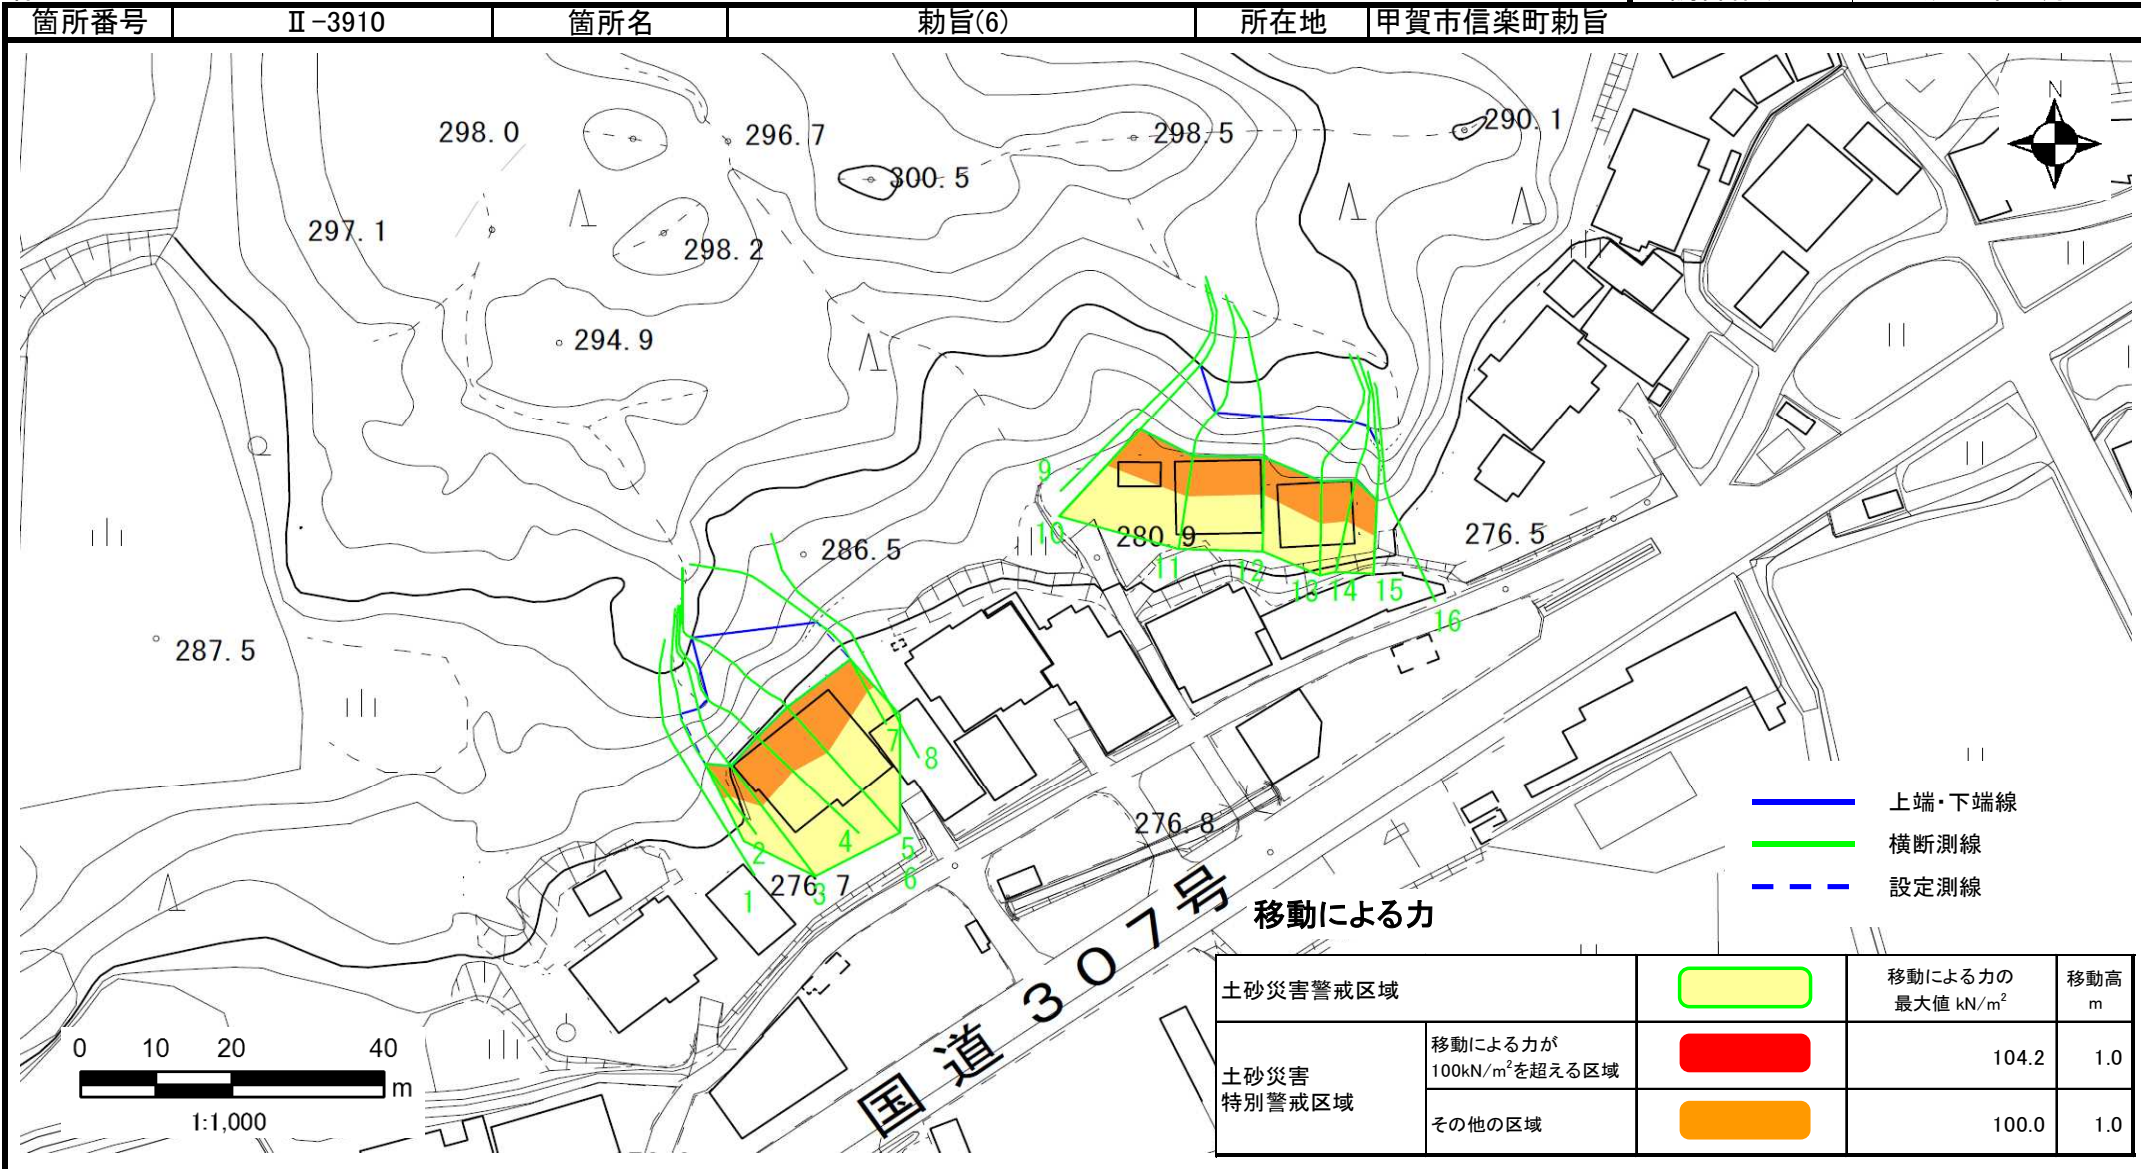 箇所番号 Ⅱ-3910 箇所名 勅旨(6) 所在地 甲賀市信楽町勅旨
N
298.0 296.7 298.5 290.1
300.5
297.1 298.2
294.9
9
10 280.9 276.5
286.5
11 12 13 14 15
16
287.5
7 8
276.8
2 4 5
6
1 276.7 3
国道307号
上端・下端線
横断測線
設定測線
移動による力
土砂災害警戒区域 移動による力の最大値 kN/m² 移動高 m
土砂災害特別警戒区域
移動による力が100kN/m²を超える区域 104.2 1.0
その他の区域 100.0 1.0
0 10 20 40
m
1:1,000